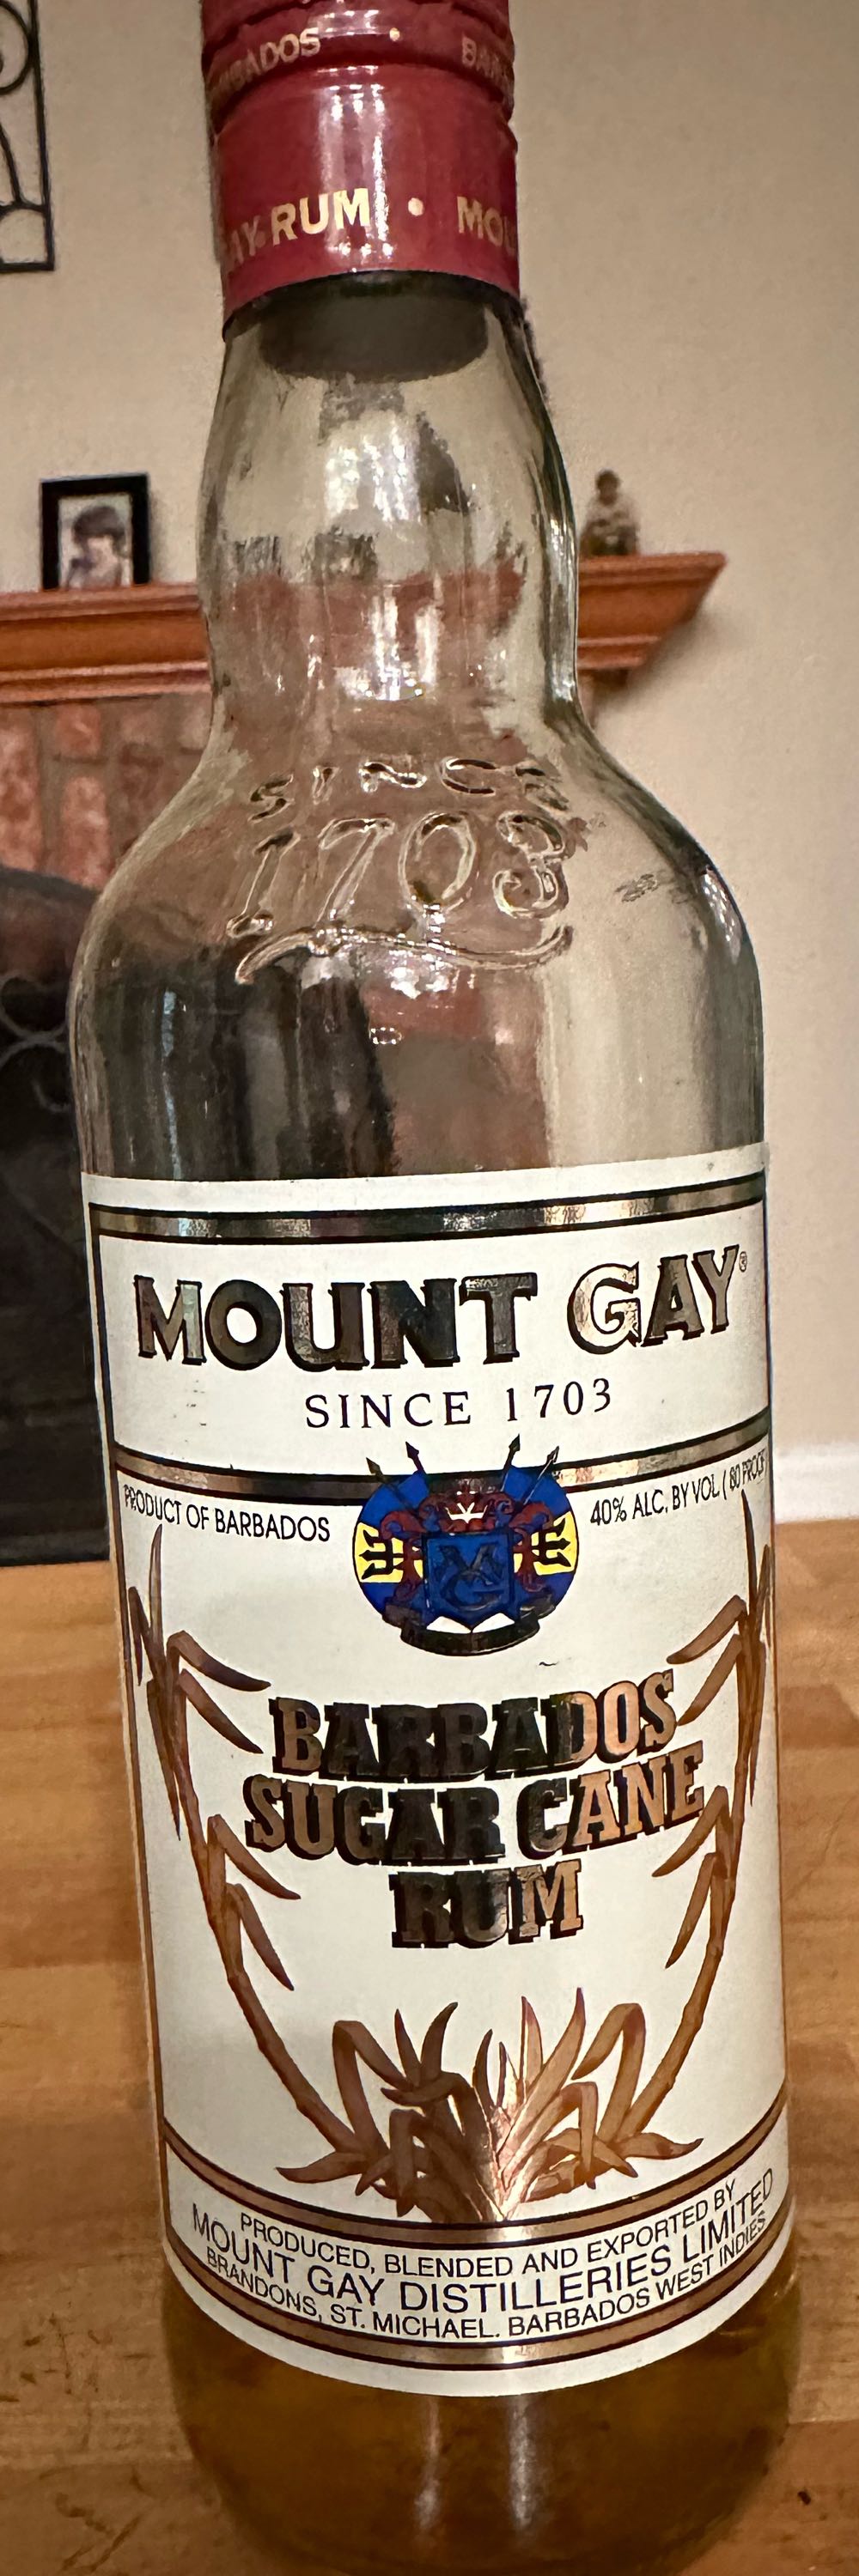 BARBADOS • BAR
AY RUM • MOU
SINCE
1703
MOUNT GAY®
SINCE 1703
PRODUCT OF BARBADOS
40% ALC. BY VOL ( 80 PROOF)
MG
BARBADOS
SUGAR CANE
RUM
PRODUCED, BLENDED AND EXPORTED BY
MOUNT GAY DISTILLERIES LIMITED
BRANDONS, ST. MICHAEL. BARBADOS WEST INDIES